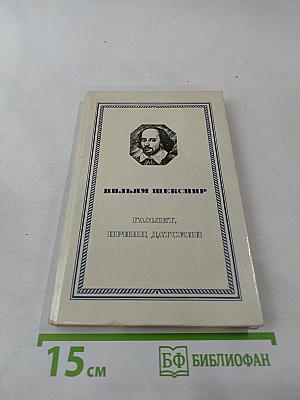 ВИЛЬЯМ ШЕКСПИР
ГАМЛЕТ,
ПРИНЦ ДАТСКИЙ
15 см
БФ БИБЛИОФАН